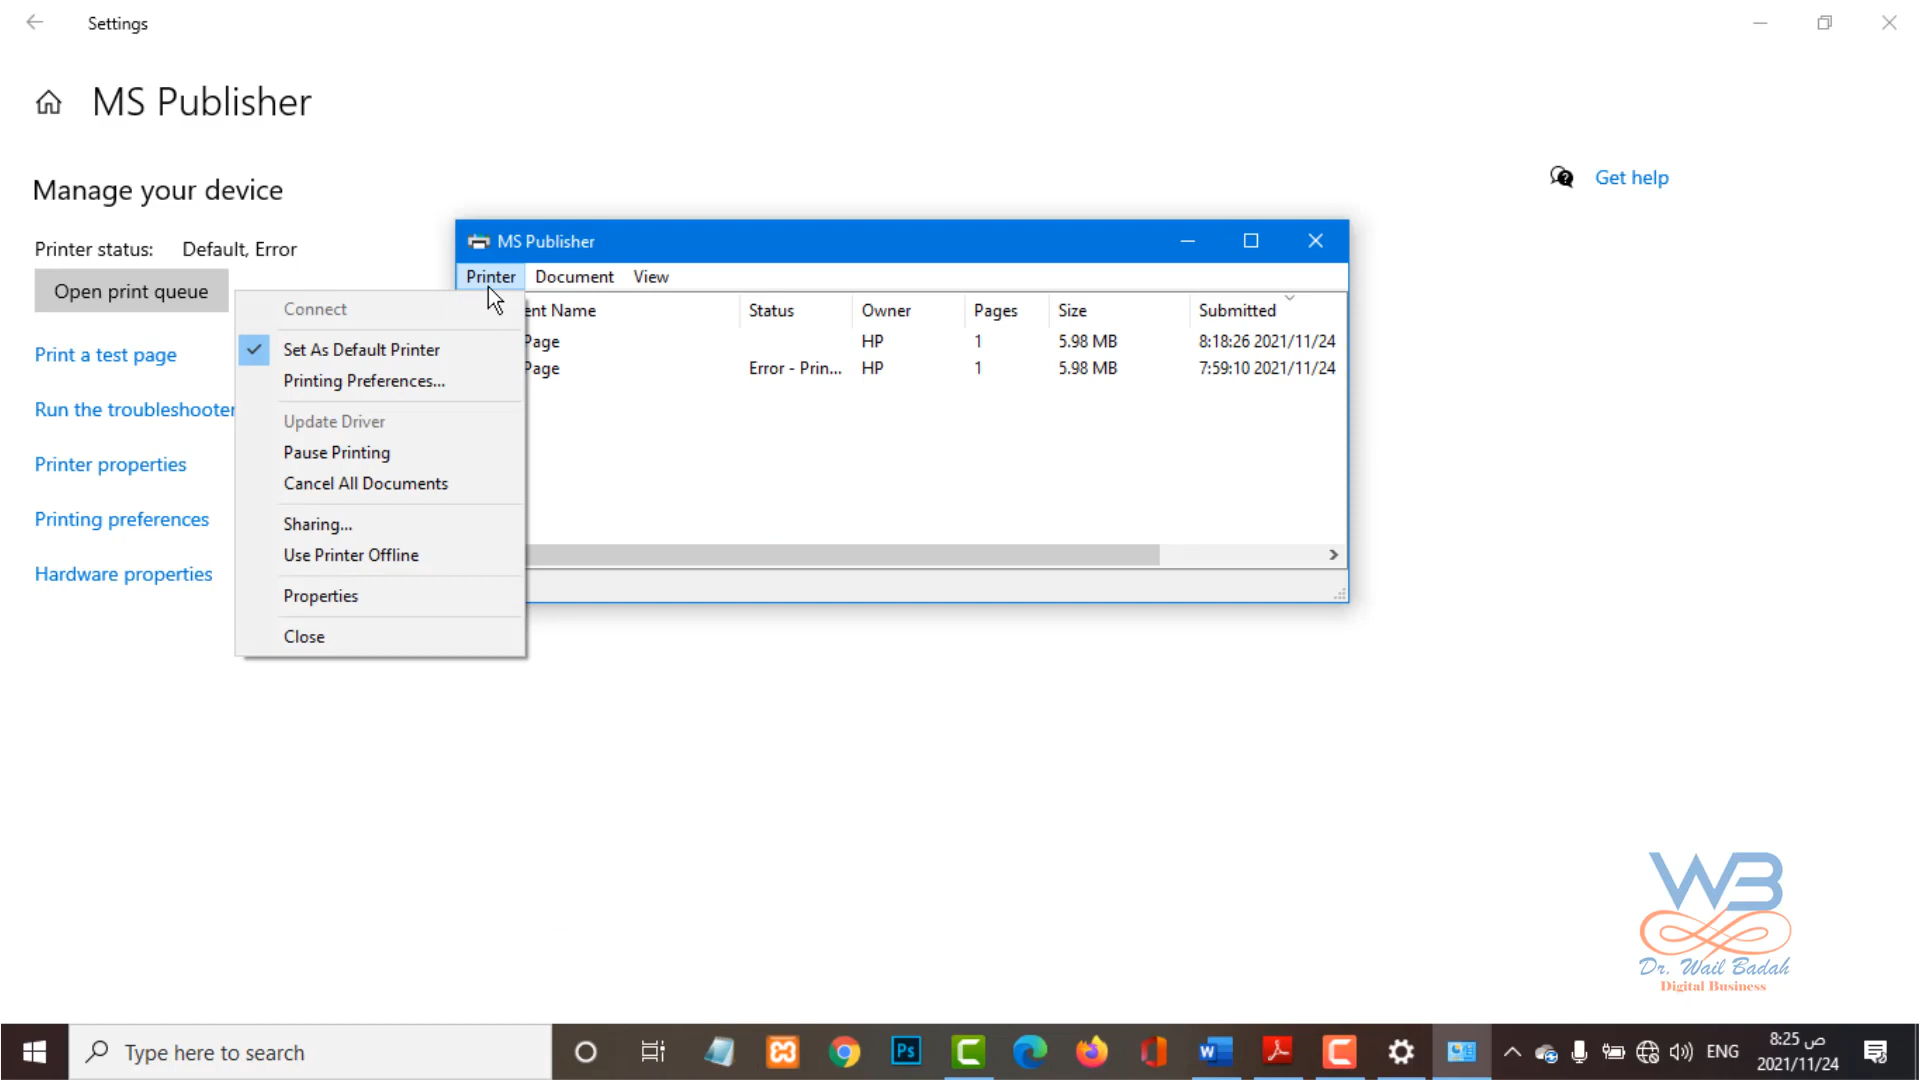 Settings
MS Publisher
Manage your device
Get help
Printer status: Default, Error
Open print queue
Print a test page
Run the troubleshooter
Printer properties
Printing preferences
Hardware properties
MS Publisher
Printer Document View
ent Name Status Owner Pages Size Submitted
Page HP 1 5.98 MB 8:18:26 2021/11/24
Page Error - Prin... HP 1 5.98 MB 7:59:10 2021/11/24
Connect
Set As Default Printer
Printing Preferences...
Update Driver
Pause Printing
Cancel All Documents
Sharing...
Use Printer Offline
Properties
Close
WB
Dr. Wail Badah
Digital Business
Type here to search
Ps
ENG
8:25 ص
2021/11/24